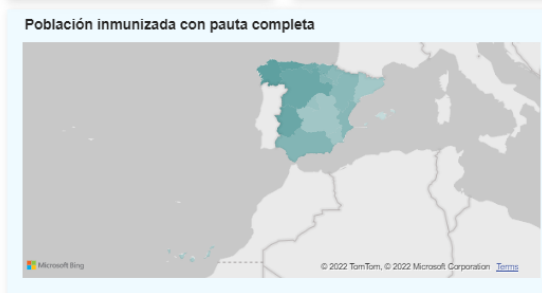 Población inmunizada con pauta completa
Microsoft Bing
© 2022 TomTom, © 2022 Microsoft Corporation Terms